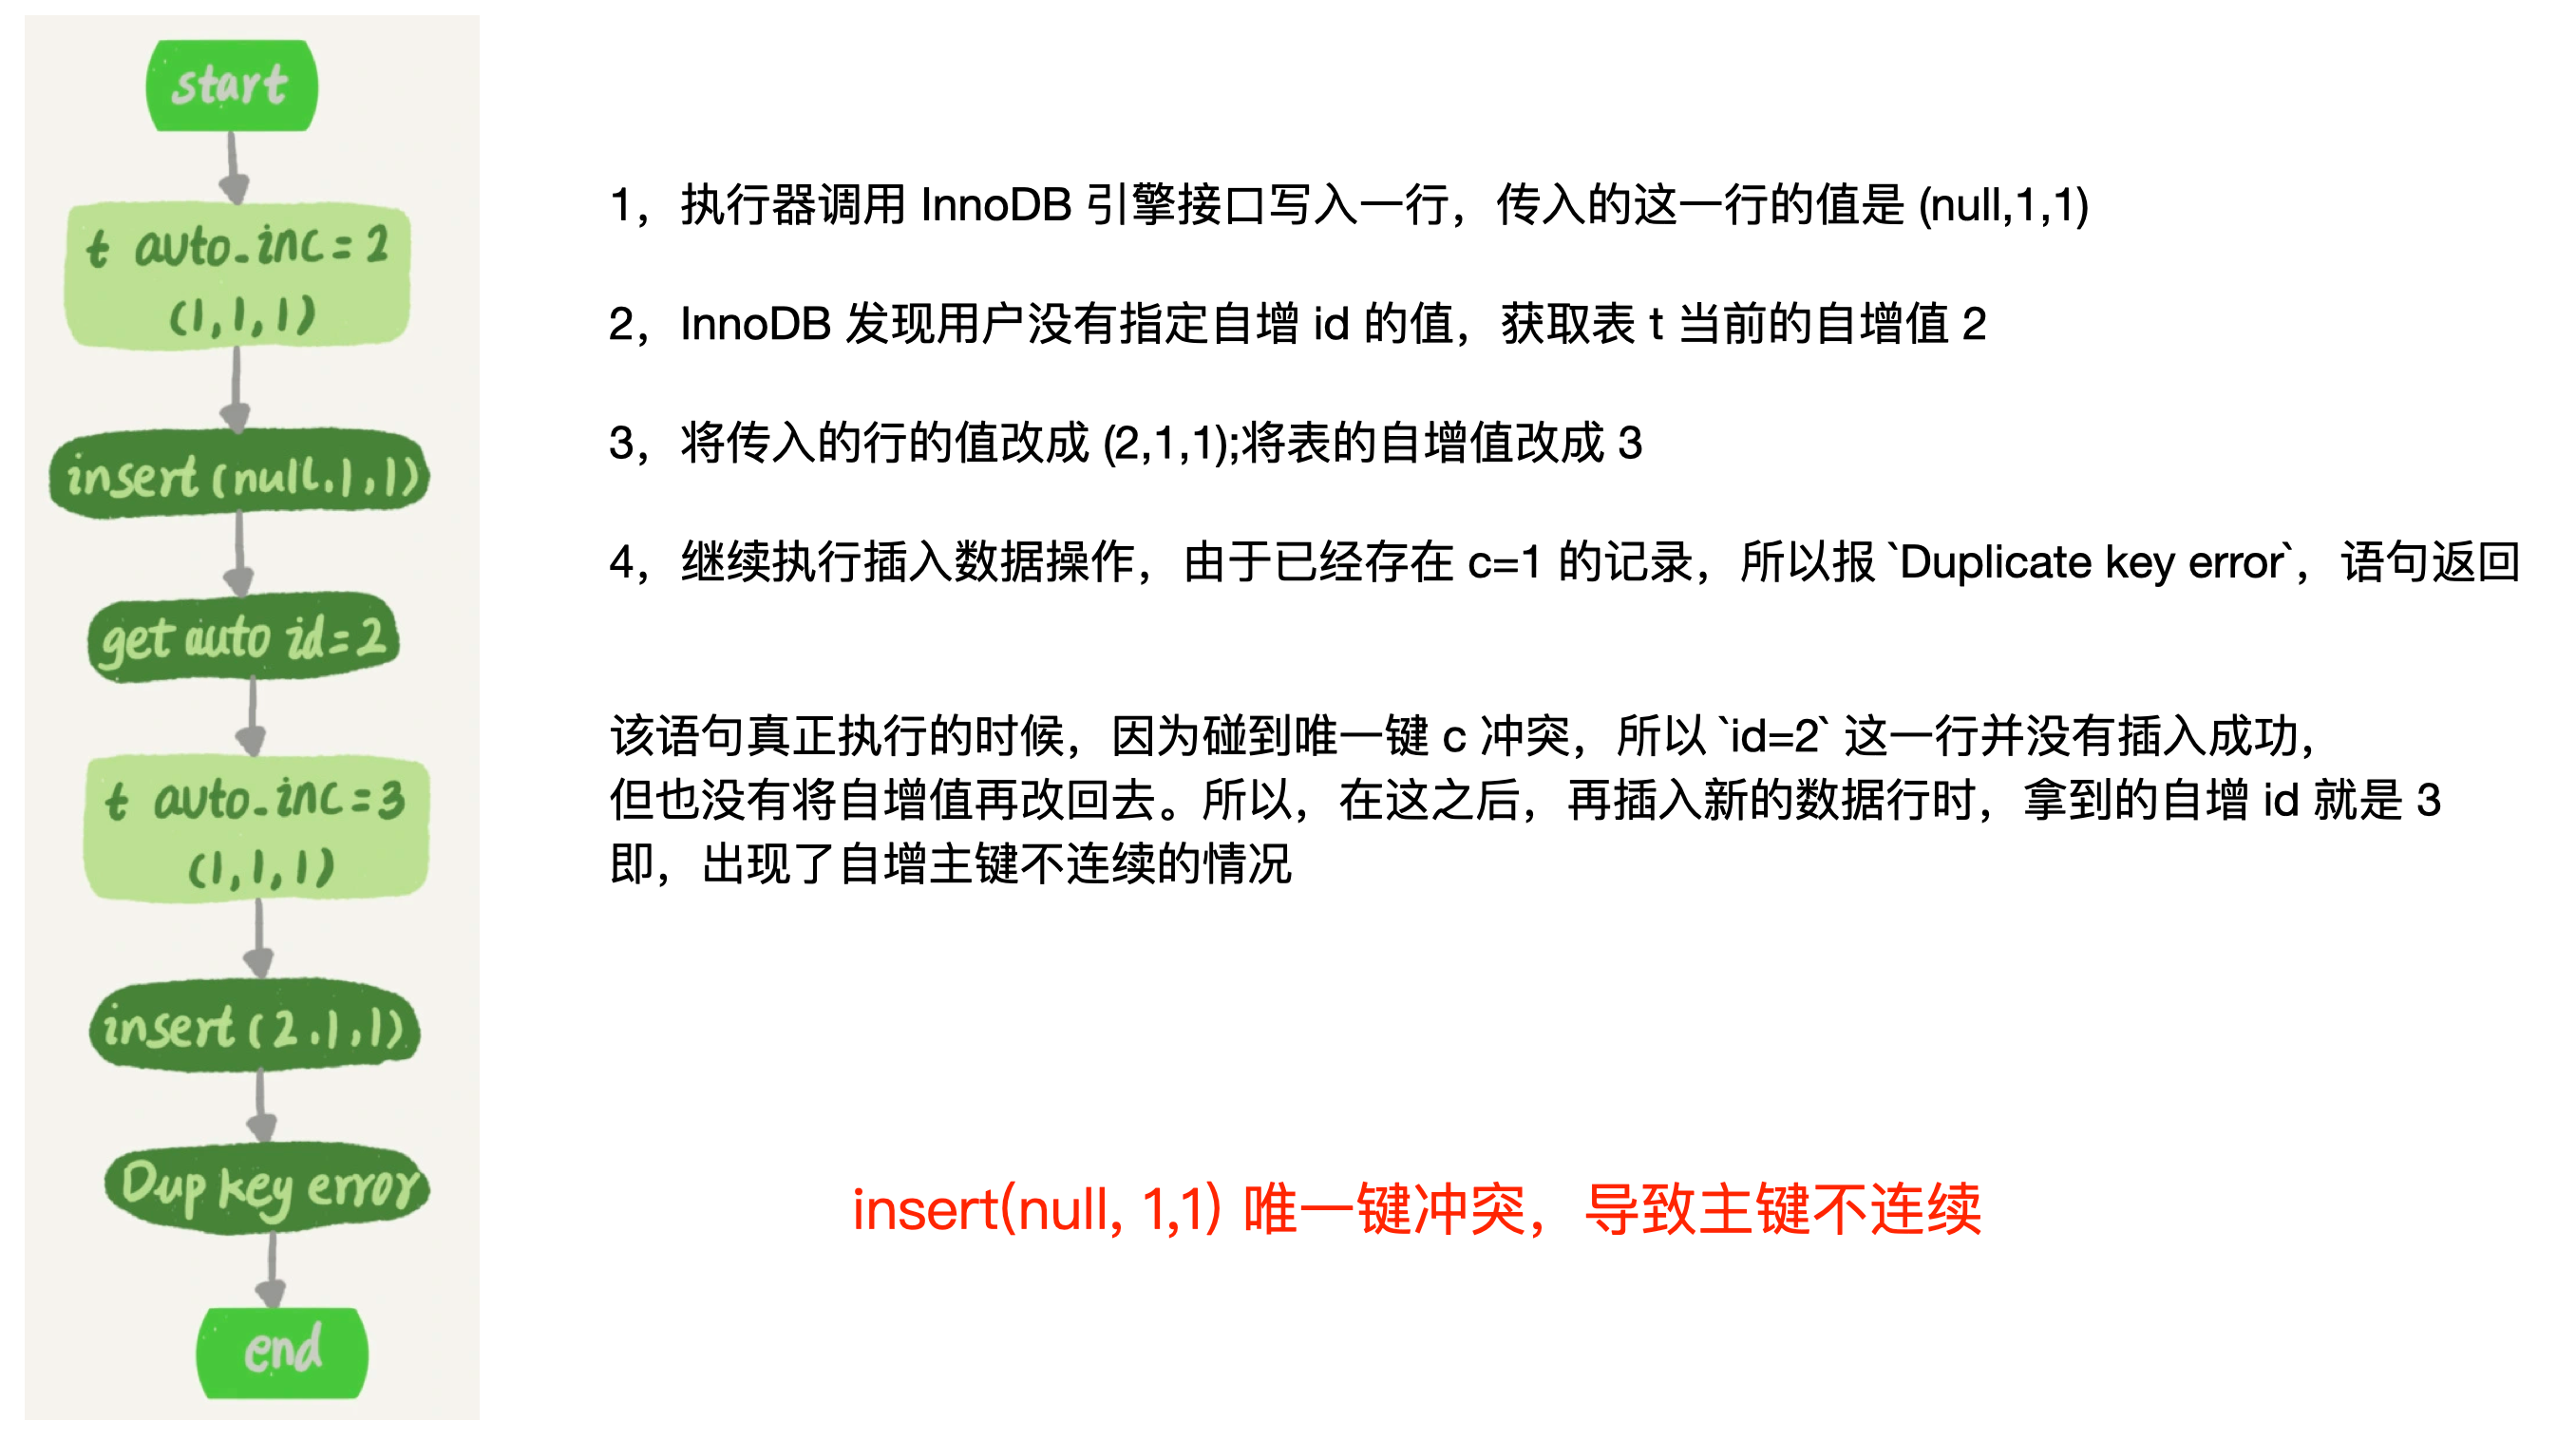 start
t auto-inc=2
(1,1,1)
insert(null.1,1)
get auto id=2
t auto-inc=3
(1,1,1)
insert(2.1,1)
Dup key error
end
1，执行器调用 InnoDB 引擎接口写入一行，传入的这一行的值是 (null,1,1)
2，InnoDB 发现用户没有指定自增 id 的值，获取表 t 当前的自增值 2
3，将传入的行的值改成 (2,1,1);将表的自增值改成 3
4，继续执行插入数据操作，由于已经存在 c=1 的记录，所以报 `Duplicate key error`，语句返回
该语句真正执行的时候，因为碰到唯一键 c 冲突，所以 `id=2` 这一行并没有插入成功，
但也没有将自增值再改回去。所以，在这之后，再插入新的数据行时，拿到的自增 id 就是 3
即，出现了自增主键不连续的情况
insert(null, 1,1) 唯一键冲突，导致主键不连续